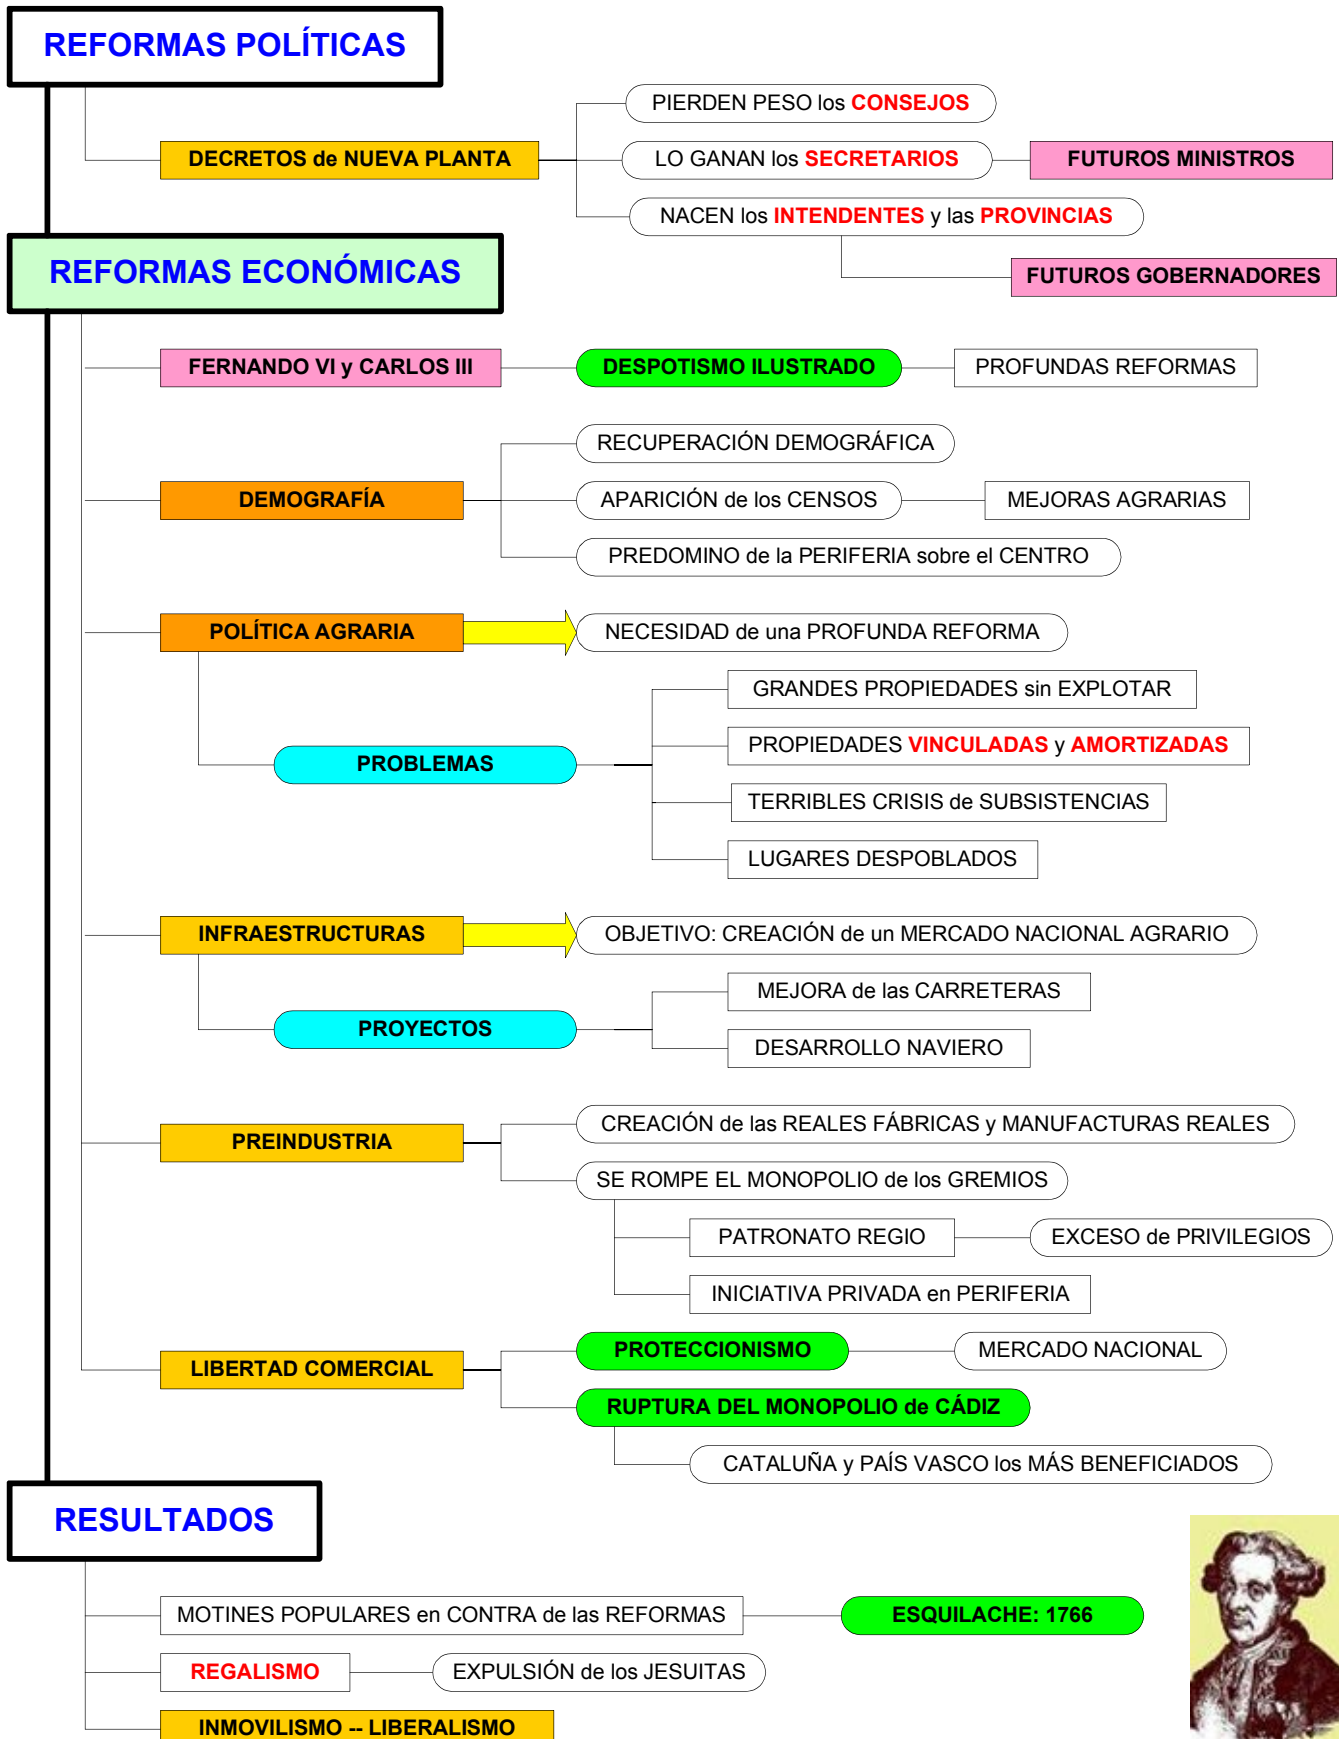 REFORMAS POLÍTICAS
PIERDEN PESO los CONSEJOS
DECRETOS de NUEVA PLANTA
LO GANAN los SECRETARIOS
FUTUROS MINISTROS
NACEN los INTENDENTES y las PROVINCIAS
REFORMAS ECONÓMICAS
FUTUROS GOBERNADORES
FERNANDO VI y CARLOS III
DESPOTISMO ILUSTRADO
PROFUNDAS REFORMAS
RECUPERACIÓN DEMOGRÁFICA
DEMOGRAFÍA
APARICIÓN de los CENSOS
MEJORAS AGRARIAS
PREDOMINO de la PERIFERIA sobre el CENTRO
POLÍTICA AGRARIA
NECESIDAD de una PROFUNDA REFORMA
GRANDES PROPIEDADES sin EXPLOTAR
PROPIEDADES VINCULADAS y AMORTIZADAS
PROBLEMAS
TERRIBLES CRISIS de SUBSISTENCIAS
LUGARES DESPOBLADOS
INFRAESTRUCTURAS
OBJETIVO: CREACIÓN de un MERCADO NACIONAL AGRARIO
MEJORA de las CARRETERAS
PROYECTOS
DESARROLLO NAVIERO
CREACIÓN de las REALES FÁBRICAS y MANUFACTURAS REALES
PREINDUSTRIA
SE ROMPE EL MONOPOLIO de los GREMIOS
PATRONATO REGIO
EXCESO de PRIVILEGIOS
INICIATIVA PRIVADA en PERIFERIA
PROTECCIONISMO
MERCADO NACIONAL
LIBERTAD COMERCIAL
RUPTURA DEL MONOPOLIO de CÁDIZ
CATALUÑA y PAÍS VASCO los MÁS BENEFICIADOS
RESULTADOS
MOTINES POPULARES en CONTRA de las REFORMAS
ESQUILACHE: 1766
REGALISMO
EXPULSIÓN de los JESUITAS
INMOVILISMO -- LIBERALISMO